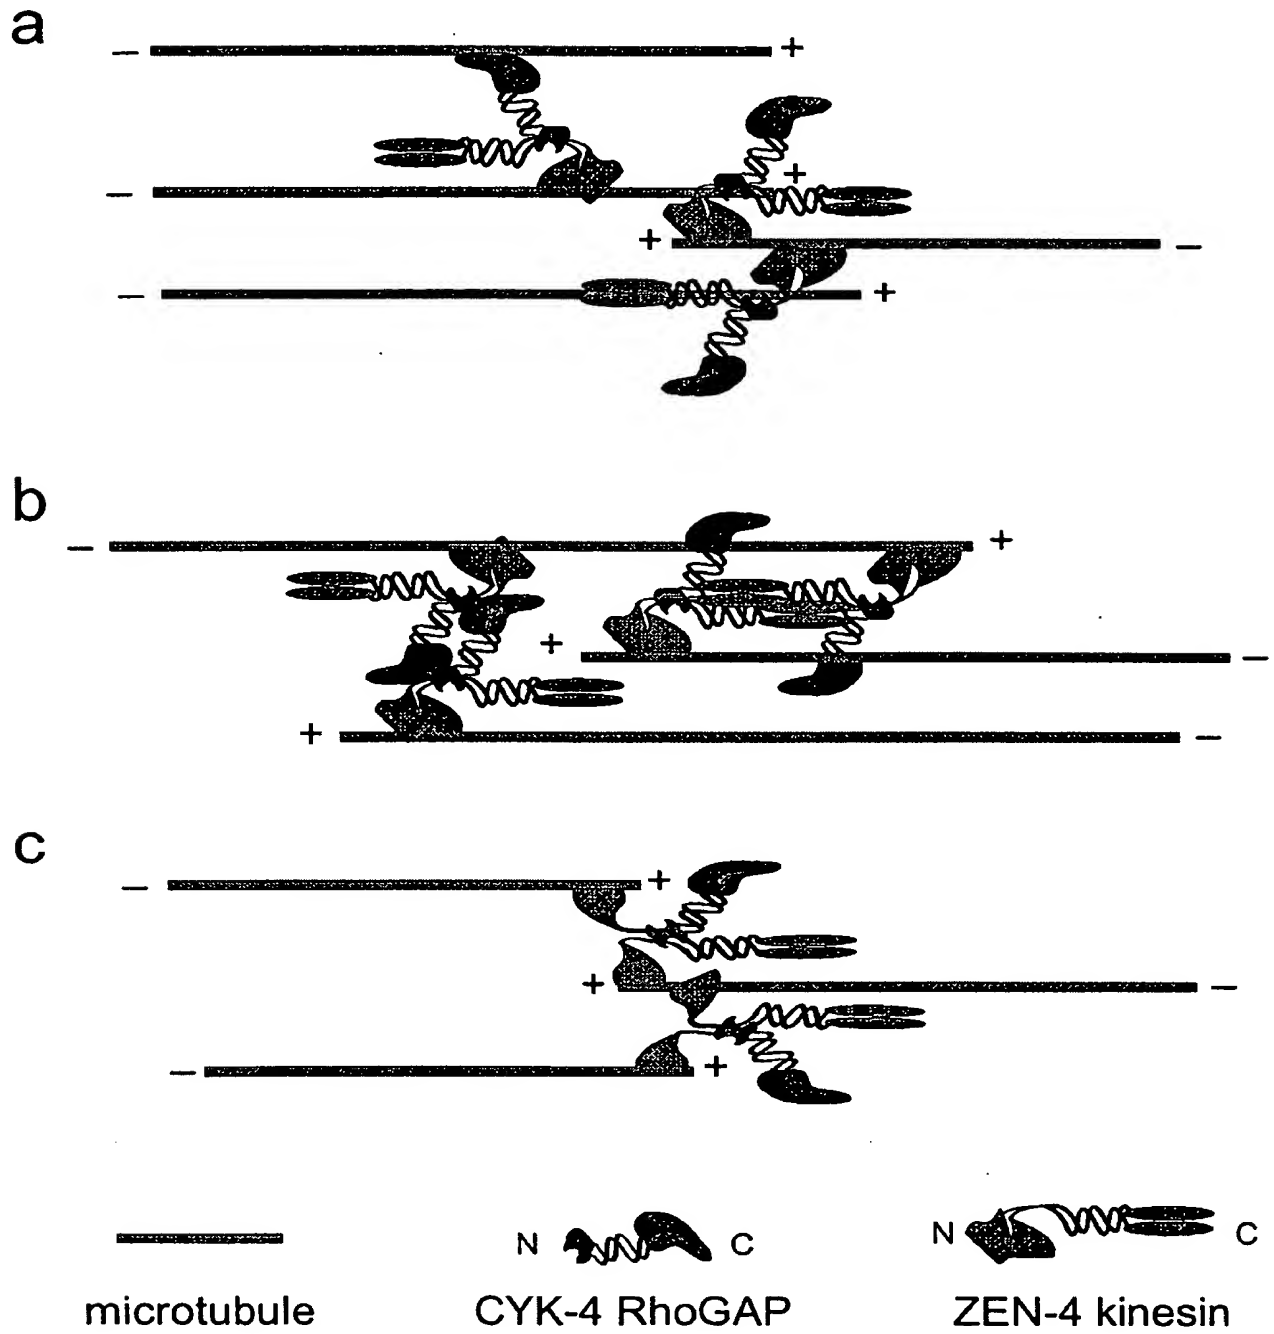 a
− +
− +
+ −
− +
b
− +
+ −
+ −
c
− +
+ −
− +
N C N C
microtubule CYK-4 RhoGAP ZEN-4 kinesin